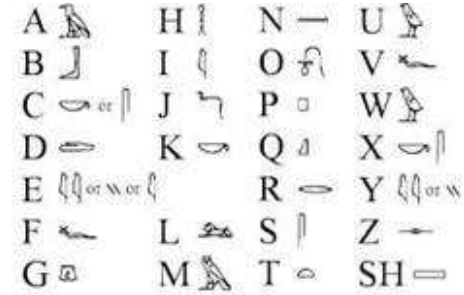 A H N U
B I O V
C or J P W
D K Q X
E or or R Y or
F L S Z
G M T SH